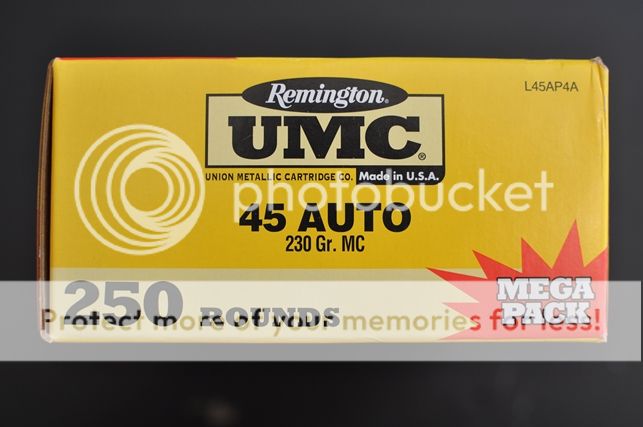 L45AP4A
Remington®
UMC®
UNION METALLIC CARTRIDGE CO. Made in U.S.A.
photobucket
45 AUTO
230 Gr. MC
250 ROUNDS
MEGA
PACK
Protect more of your memories for less!